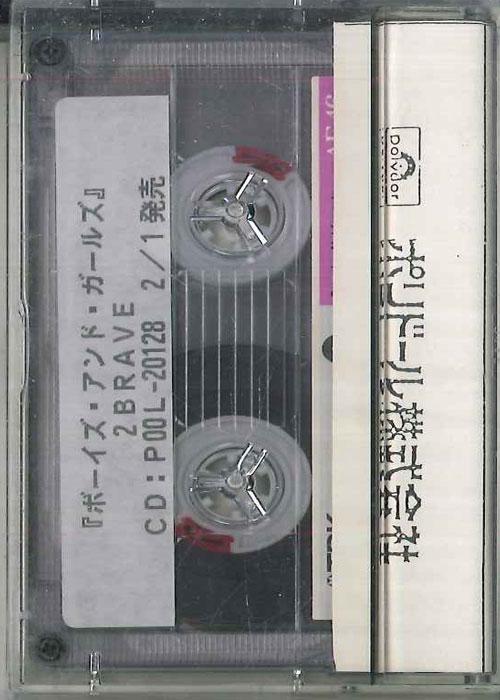 『ボーイズ・アンド・ガールズ』
2BRAVE
CD:POOL-20128 2/1発売
polydor
ポリドール株式会社